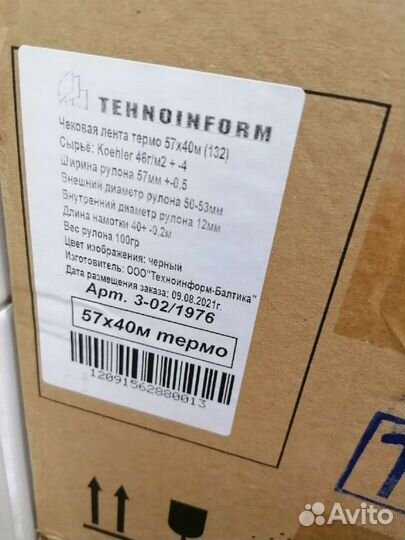 TEHNOINFORM
Чековая лента термо 57х40м (132)
Сырьё: Koehler 48г/м2 + -4
Ширина рулона 57мм +-0,5
Внешний диаметр рулона 50-53мм
Внутренний диаметр рулона 12мм
Длина намотки 40+ -0,2м
Вес рулона 100гр
Цвет изображения: черный
Изготовитель: ООО"Техноинформ-Балтика"
Дата размещения заказа: 09.08.2021г.
Арт. 3-02/1976
57х40м термо
12091562880013
Avito